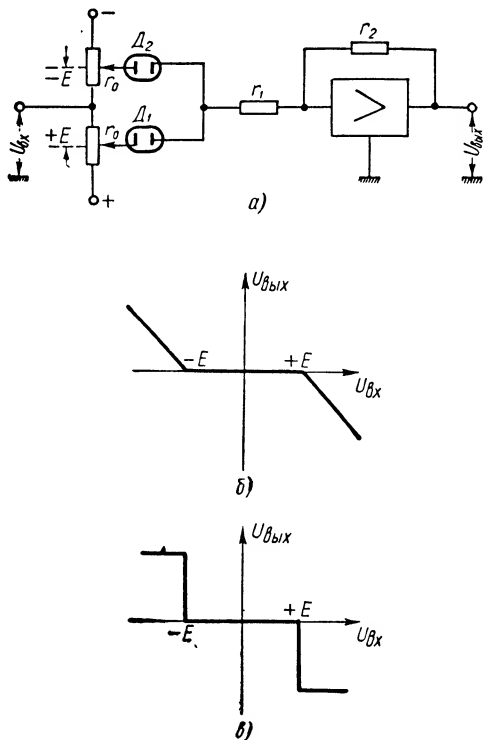 −
−E
r₀
Д₂
r₂
r₁
Uвх
+E
r₀
Д₁
>
Uвых
+
а)
Uвых
−E
+E
Uвх
б)
Uвых
+E
−E
Uвх
в)